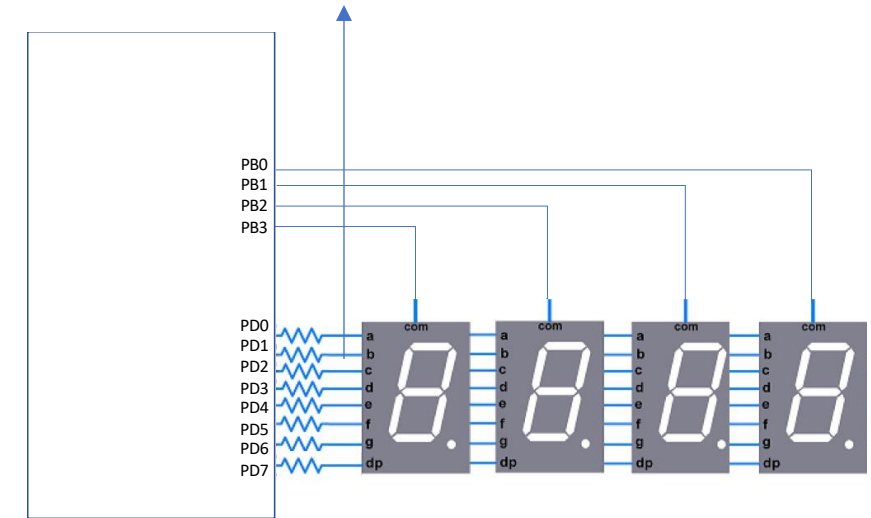 PB0
PB1
PB2
PB3
com com com com
PD0
PD1
PD2
PD3
PD4
PD5
PD6
PD7
a a a a
b b b b
c c c c
d d d d
e e e e
f f f f
g g g g
dp dp dp dp